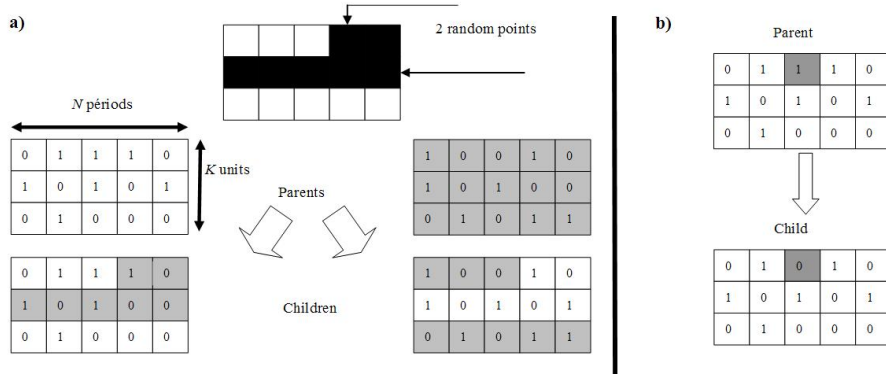 a)
2 random points
N périods
0 1 1 1 0
1 0 1 0 1
0 1 0 0 0
K units
Parents
1 0 0 1 0
1 0 1 0 0
0 1 0 1 1
0 1 1 1 0
1 0 1 0 0
0 1 0 0 0
Children
1 0 0 1 0
1 0 1 0 1
0 1 0 1 1
b)
Parent
0 1 1 1 0
1 0 1 0 1
0 1 0 0 0
Child
0 1 0 1 0
1 0 1 0 1
0 1 0 0 0